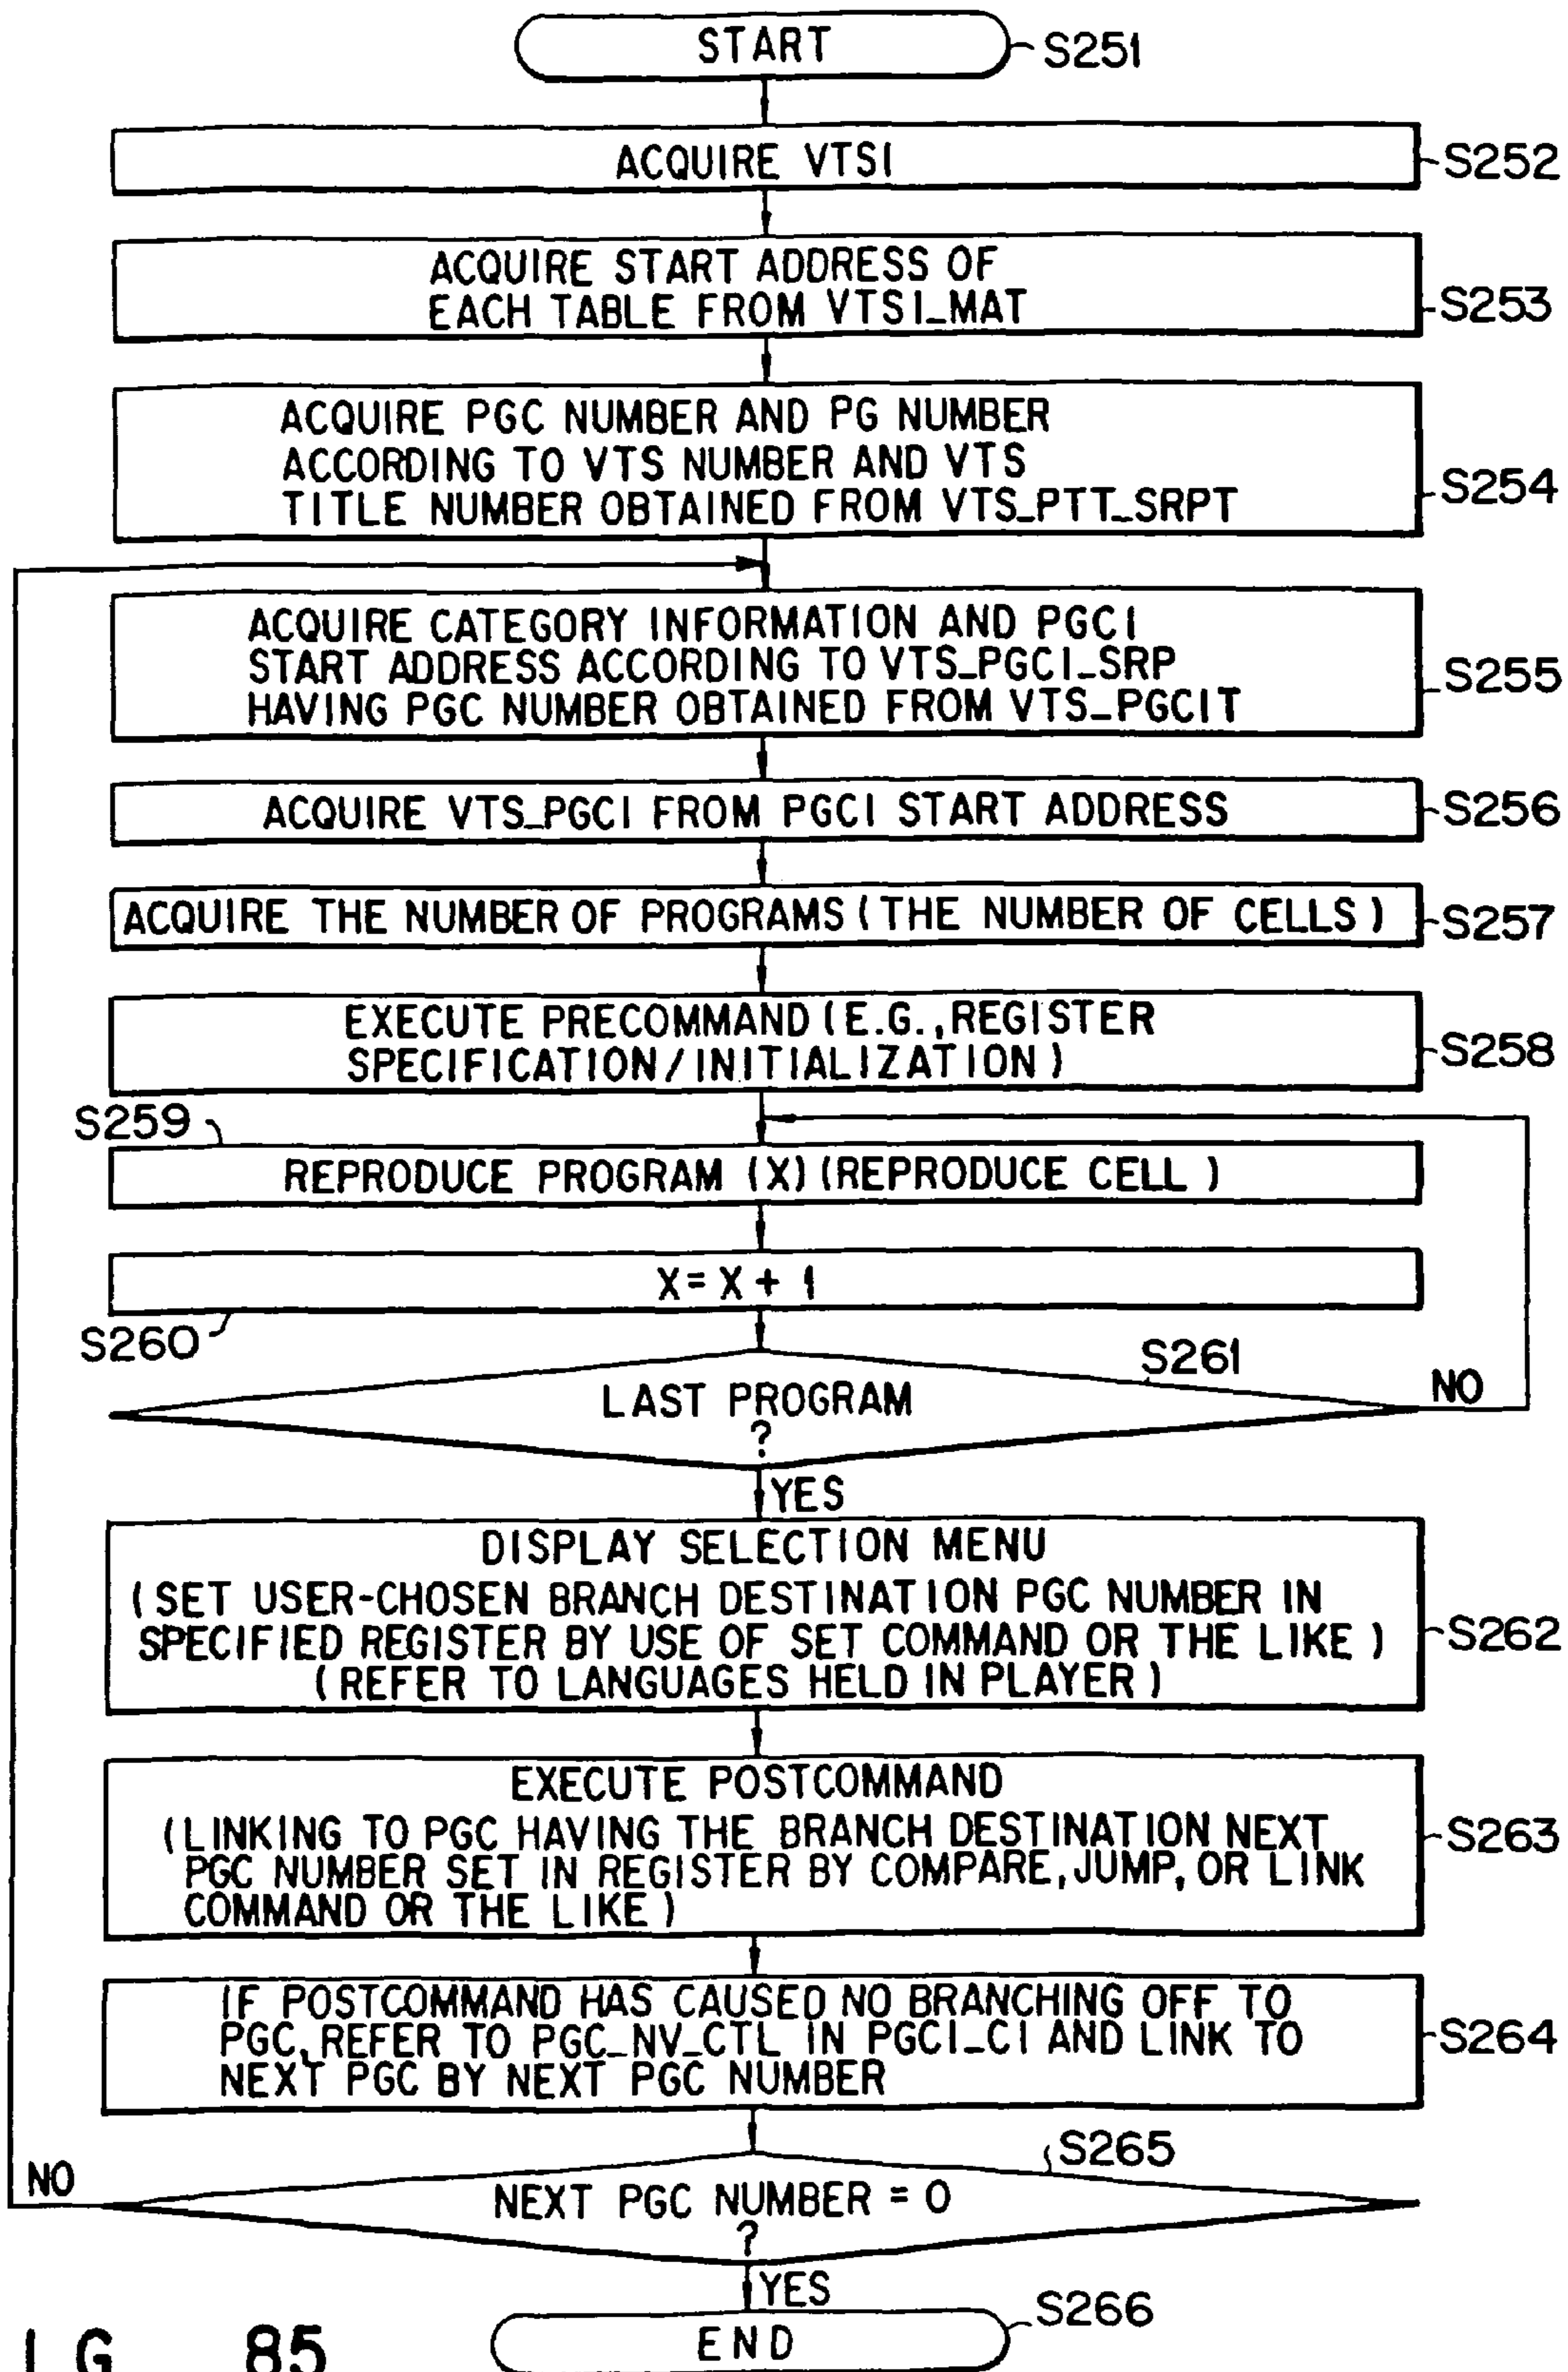 START
S251
ACQUIRE VTSI
S252
ACQUIRE START ADDRESS OF
EACH TABLE FROM VTSI_MAT
S253
ACQUIRE PGC NUMBER AND PG NUMBER
ACCORDING TO VTS NUMBER AND VTS
TITLE NUMBER OBTAINED FROM VTS_PTT_SRPT
S254
ACQUIRE CATEGORY INFORMATION AND PGCI
START ADDRESS ACCORDING TO VTS_PGCI_SRP
HAVING PGC NUMBER OBTAINED FROM VTS_PGCIT
S255
ACQUIRE VTS_PGCI FROM PGCI START ADDRESS
S256
ACQUIRE THE NUMBER OF PROGRAMS (THE NUMBER OF CELLS)
S257
EXECUTE PRECOMMAND (E.G., REGISTER
SPECIFICATION/INITIALIZATION)
S258
S259
REPRODUCE PROGRAM (X) (REPRODUCE CELL)
X = X + 1
S260
S261
LAST PROGRAM
?
NO
YES
DISPLAY SELECTION MENU
(SET USER-CHOSEN BRANCH DESTINATION PGC NUMBER IN
SPECIFIED REGISTER BY USE OF SET COMMAND OR THE LIKE)
(REFER TO LANGUAGES HELD IN PLAYER)
S262
EXECUTE POSTCOMMAND
(LINKING TO PGC HAVING THE BRANCH DESTINATION NEXT
PGC NUMBER SET IN REGISTER BY COMPARE, JUMP, OR LINK
COMMAND OR THE LIKE)
S263
IF POSTCOMMAND HAS CAUSED NO BRANCHING OFF TO
PGC, REFER TO PGC_NV_CTL IN PGCI_CI AND LINK TO
NEXT PGC BY NEXT PGC NUMBER
S264
S265
NO
NEXT PGC NUMBER = 0
?
YES
S266
END
IG. 85